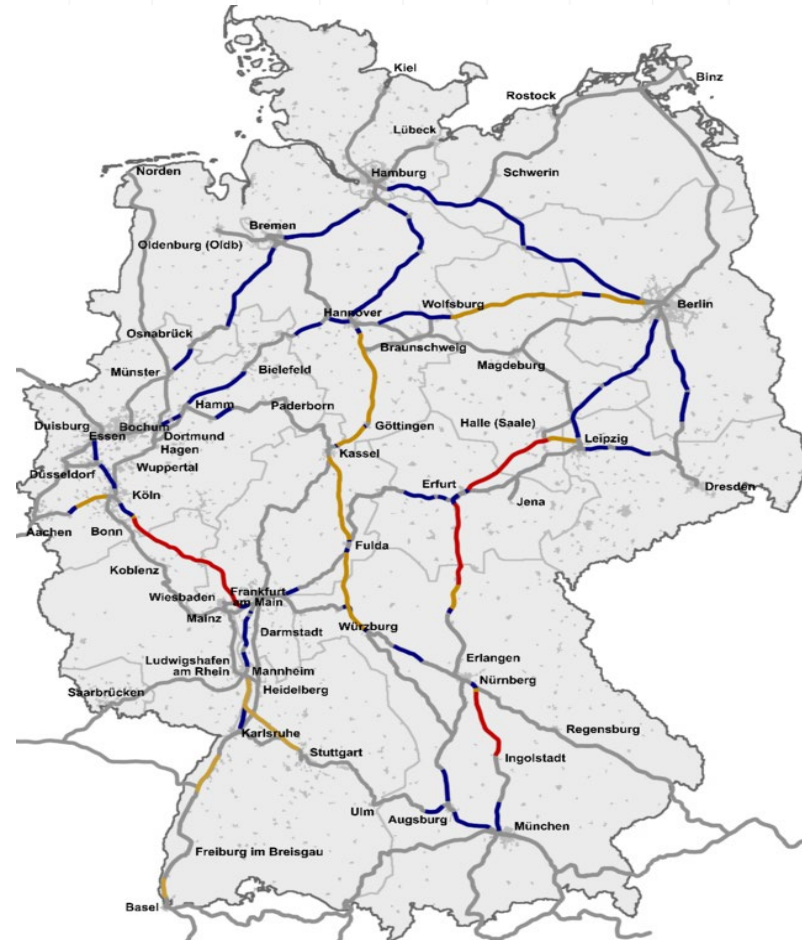 Kiel
Binz
Rostock
Lübeck
Norden
Hamburg
Schwerin
Bremen
Oldenburg (Oldb)
Hannover
Wolfsburg
Berlin
Osnabrück
Braunschweig
Magdeburg
Münster
Bielefeld
Hamm
Paderborn
Duisburg
Bochum
Essen
Dortmund
Göttingen
Halle (Saale)
Leipzig
Hagen
Kassel
Wuppertal
Düsseldorf
Köln
Erfurt
Jena
Dresden
Aachen
Bonn
Fulda
Koblenz
Wiesbaden
Frankfurt
am Main
Mainz
Darmstadt
Würzburg
Erlangen
Ludwigshafen
am Rhein
Mannheim
Nürnberg
Heidelberg
Saarbrücken
Karlsruhe
Regensburg
Stuttgart
Ingolstadt
Ulm
Augsburg
München
Freiburg im Breisgau
Basel